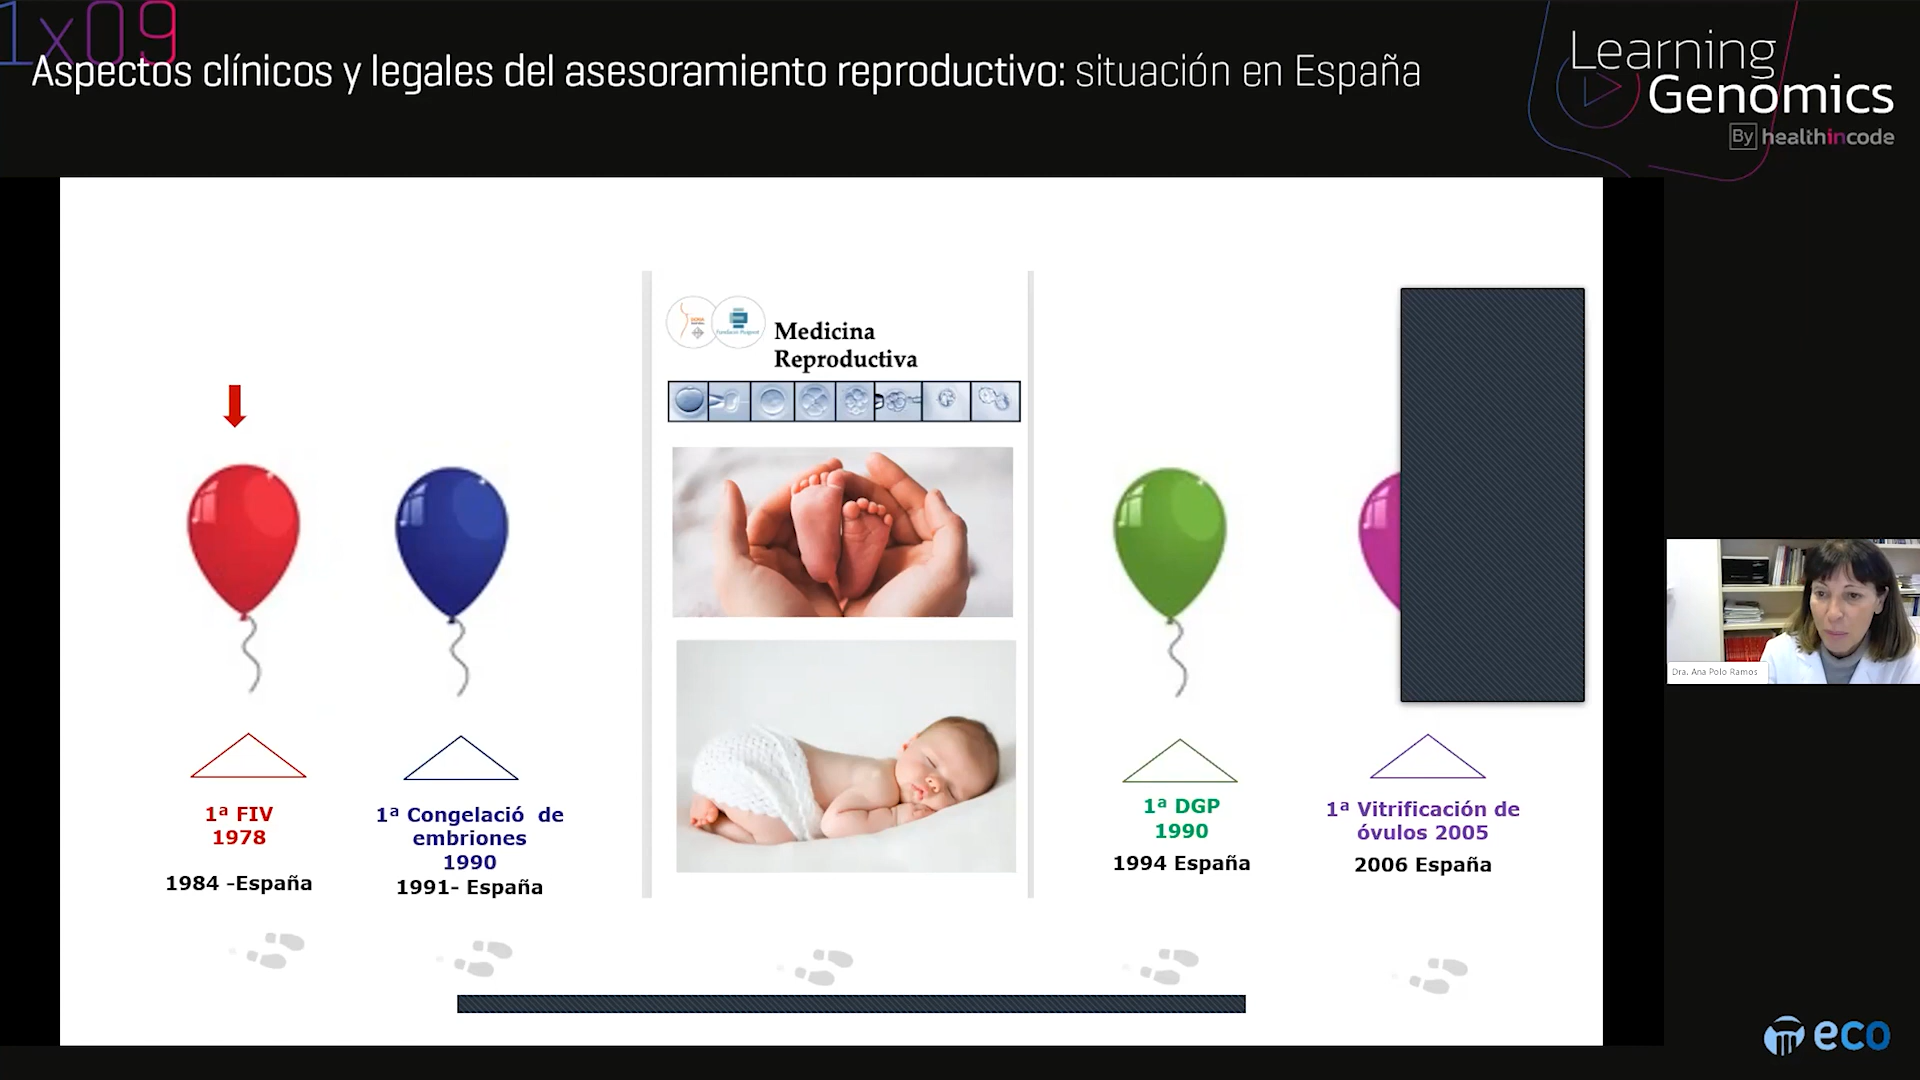 1x09
Aspectos clínicos y legales del asesoramiento reproductivo: situación en España
Learning
Genomics
By healthincode
Medicina
Reproductiva
1ª FIV
1978
1984 -España
1ª Congelació de
embriones
1990
1991- España
1ª DGP
1990
1994 España
1ª Vitrificación de
óvulos 2005
2006 España
Dra. Ana Polo Ramos
eco